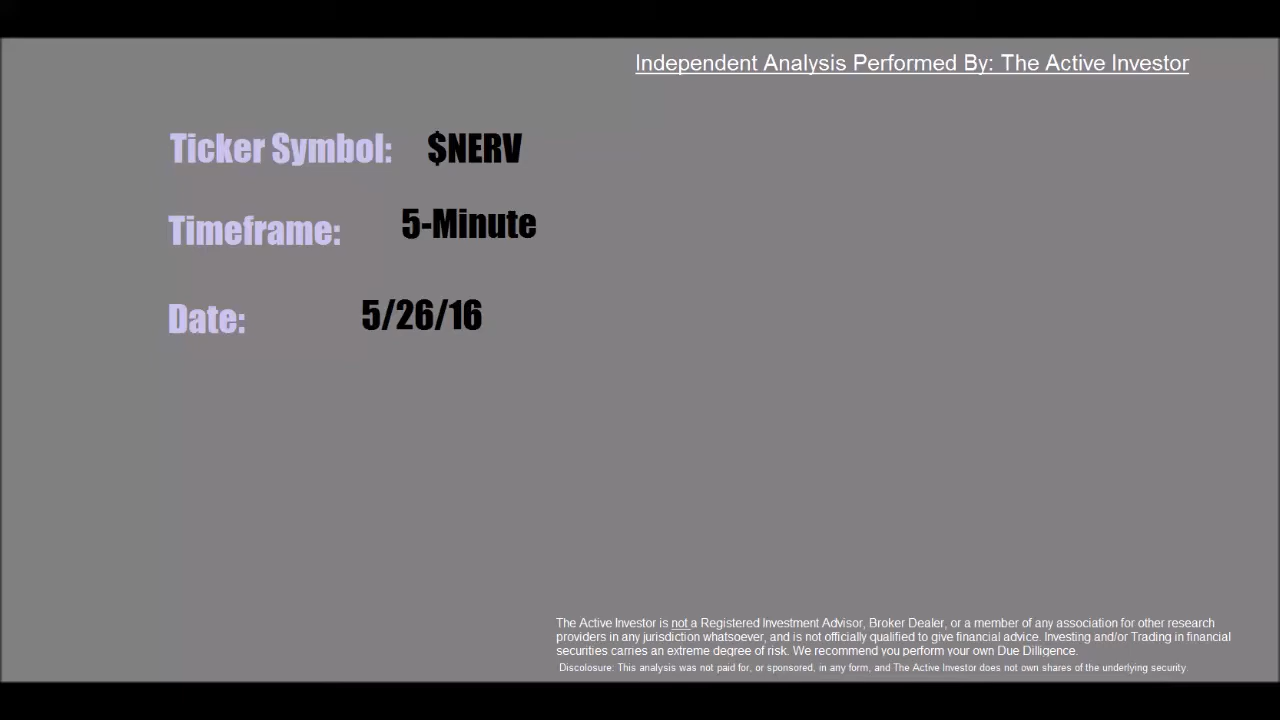 Independent Analysis Performed By: The Active Investor
Ticker Symbol: $NERV
Timeframe: 5-Minute
Date: 5/26/16
The Active Investor is not a Registered Investment Advisor, Broker Dealer, or a member of any association for other research
providers in any jurisdiction whatsoever, and is not officially qualified to give financial advice. Investing and/or Trading in financial
securities carries an extreme degree of risk. We recommend you perform your own Due Dilligence.
Discolosure: This analysis was not paid for, or sponsored, in any form, and The Active Investor does not own shares of the underlying security.